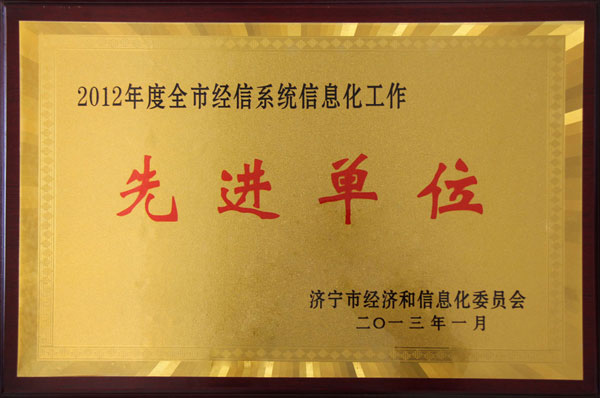 2012年度全市经信系统信息化工作
先进单位
济宁市经济和信息化委员会
二〇一三年一月